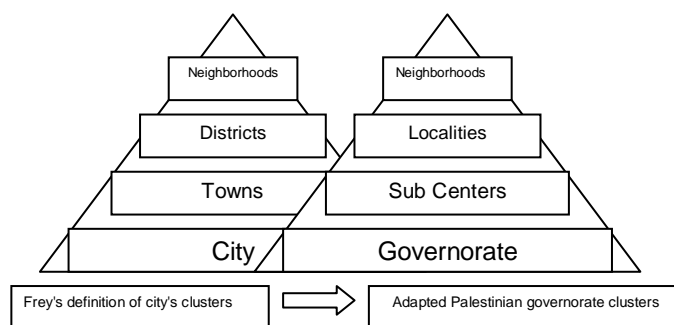 Neighborhoods
Neighborhoods
Districts
Localities
Towns
Sub Centers
City
Governorate
Frey's definition of city's clusters
Adapted Palestinian governorate clusters